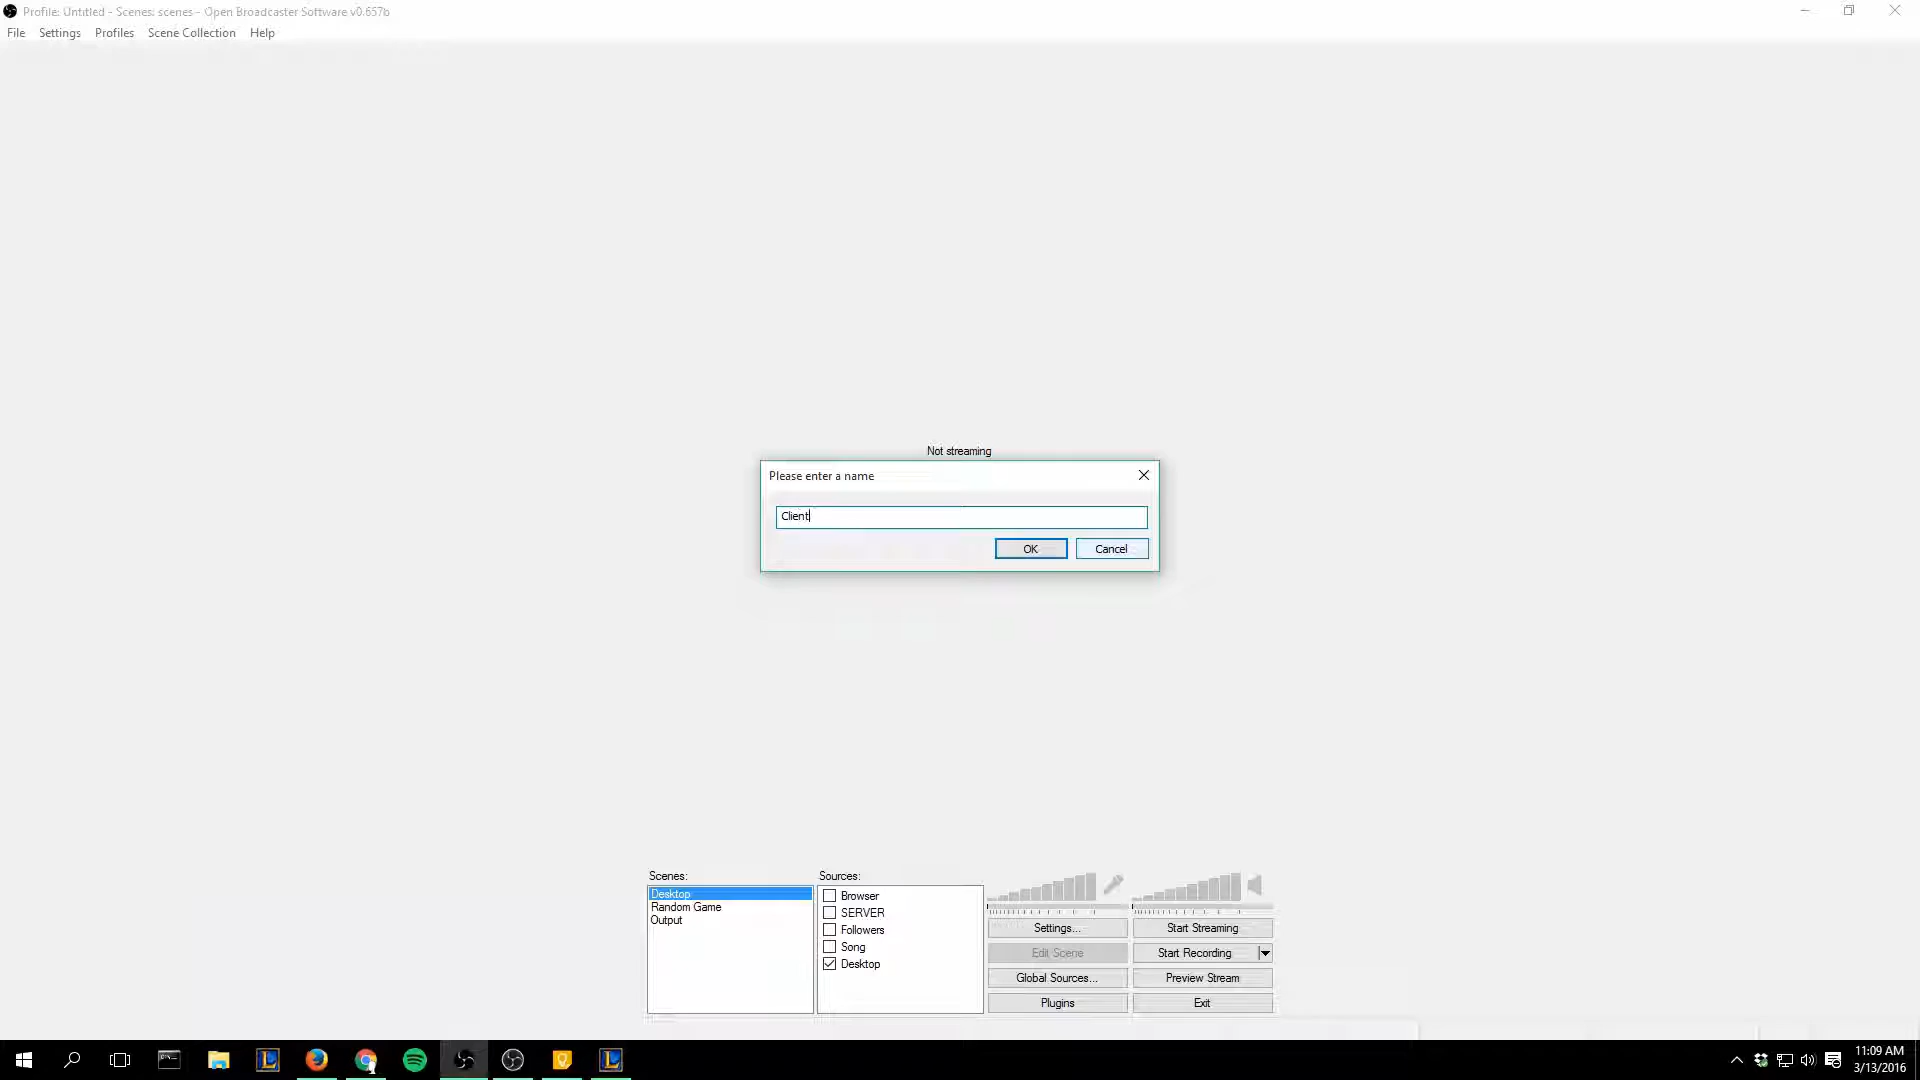 Profile: Untitled - Scenes: scenes - Open Broadcaster Software v0.657b
File Settings Profiles Scene Collection Help
Not streaming
Please enter a name
Client
OK Cancel
Scenes:
Desktop
Random Game
Output
Sources:
Browser
SERVER
Followers
Song
Desktop
Settings... Start Streaming
Edit Scene Start Recording
Global Sources... Preview Stream
Plugins Exit
11:09 AM
3/13/2016